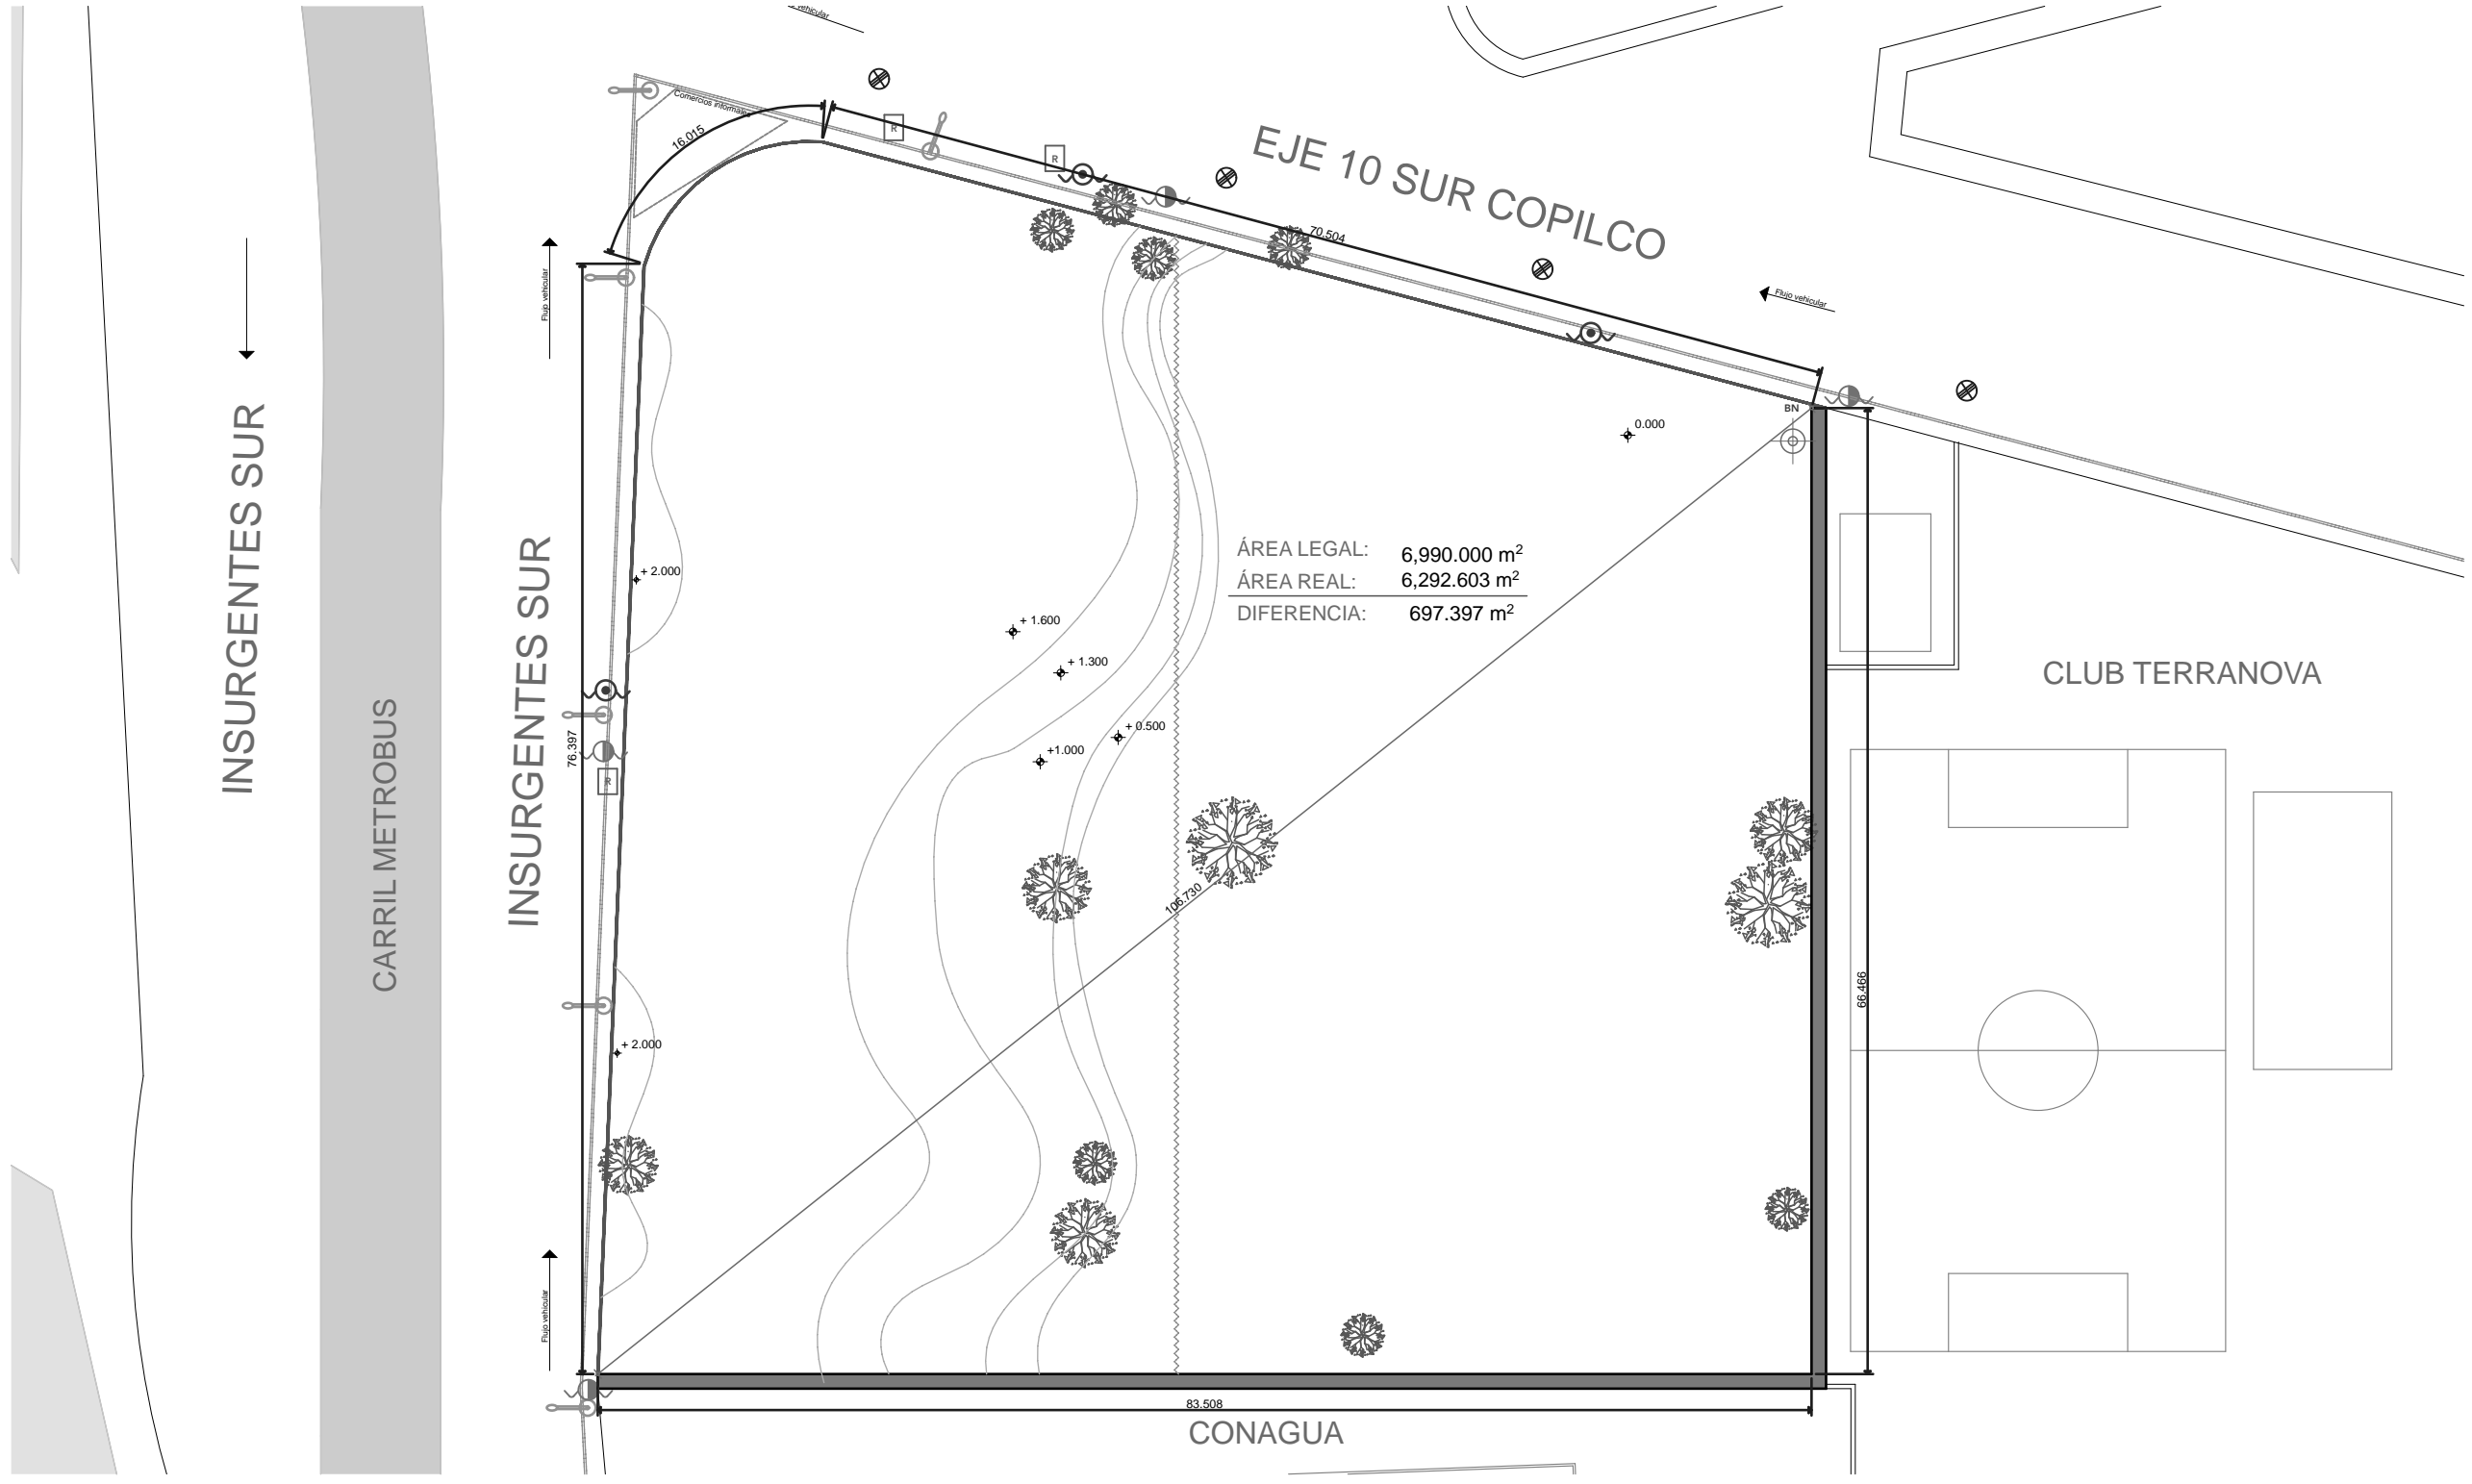 vehicular
Comercios informales
16.015
R
R
EJE 10 SUR COPILCO
70.504
Flujo vehicular
Flujo vehicular
BN
0.000
INSURGENTES SUR
INSURGENTES SUR
CARRIL METROBUS
+ 2.000
ÁREA LEGAL: 6,990.000 m²
ÁREA REAL: 6,292.603 m²
DIFERENCIA: 697.397 m²
+ 1.600
+ 1.300
+ 0.500
+1.000
CLUB TERRANOVA
76.397
R
106.730
66.466
+ 2.000
Flujo vehicular
83.508
CONAGUA